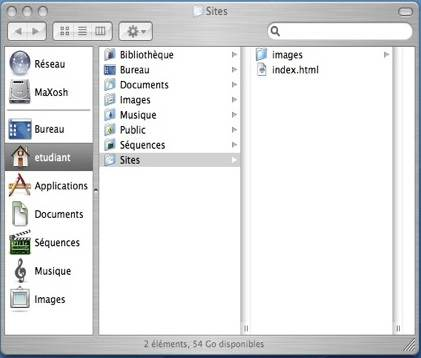 Sites
Réseau
MaXosh
Bureau
etudiant
Applications
Documents
Séquences
Musique
Images
Bibliothèque
Bureau
Documents
Images
Musique
Public
Séquences
Sites
images
index.html
2 éléments, 54 Go disponibles